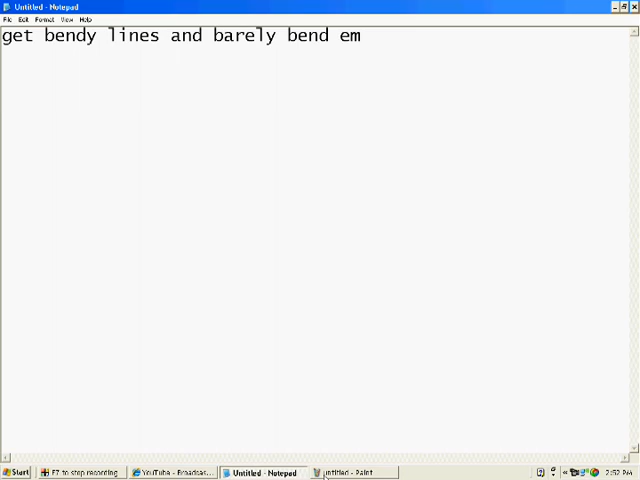 Untitled - Notepad
File Edit Format View Help
get bendy lines and barely bend em
Start
F7 to stop recording
YouTube - Broadcas...
Untitled - Notepad
untitled - Paint
2:52 PM